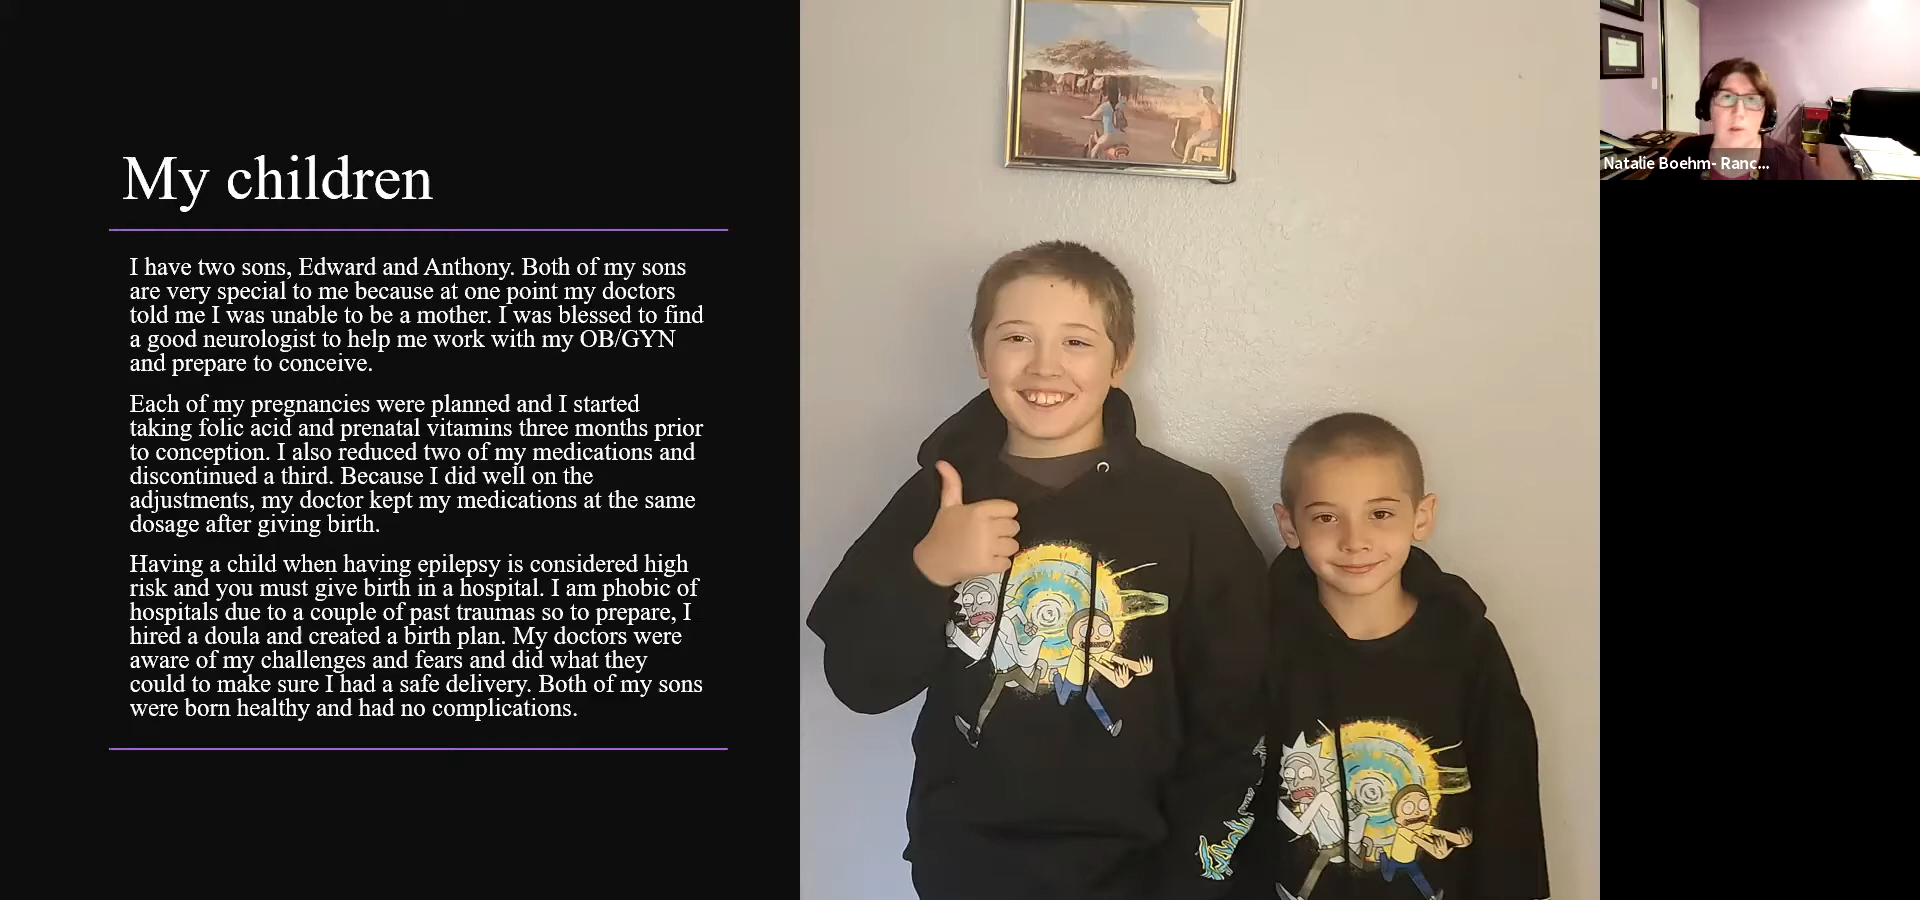 My children
I have two sons, Edward and Anthony. Both of my sons
are very special to me because at one point my doctors
told me I was unable to be a mother. I was blessed to find
a good neurologist to help me work with my OB/GYN
and prepare to conceive.
Each of my pregnancies were planned and I started
taking folic acid and prenatal vitamins three months prior
to conception. I also reduced two of my medications and
discontinued a third. Because I did well on the
adjustments, my doctor kept my medications at the same
dosage after giving birth.
Having a child when having epilepsy is considered high
risk and you must give birth in a hospital. I am phobic of
hospitals due to a couple of past traumas so to prepare, I
hired a doula and created a birth plan. My doctors were
aware of my challenges and fears and did what they
could to make sure I had a safe delivery. Both of my sons
were born healthy and had no complications.
Natalie Boehm- Ranc...